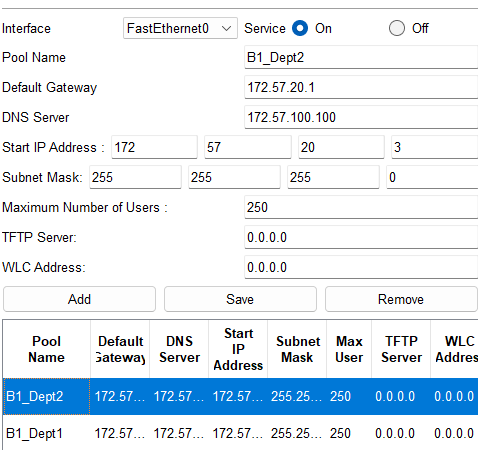 Interface FastEthernet0 Service On Off
Pool Name B1_Dept2
Default Gateway 172.57.20.1
DNS Server 172.57.100.100
Start IP Address : 172 57 20 3
Subnet Mask: 255 255 255 0
Maximum Number of Users : 250
TFTP Server: 0.0.0.0
WLC Address: 0.0.0.0
Add Save Remove
Pool Name Default Gateway DNS Server Start IP Address Subnet Mask Max User TFTP Server WLC Addres
B1_Dept2 172.57... 172.57... 172.57... 255.25... 250 0.0.0.0 0.0.0.0
B1_Dept1 172.57... 172.57... 172.57... 255.25... 250 0.0.0.0 0.0.0.0